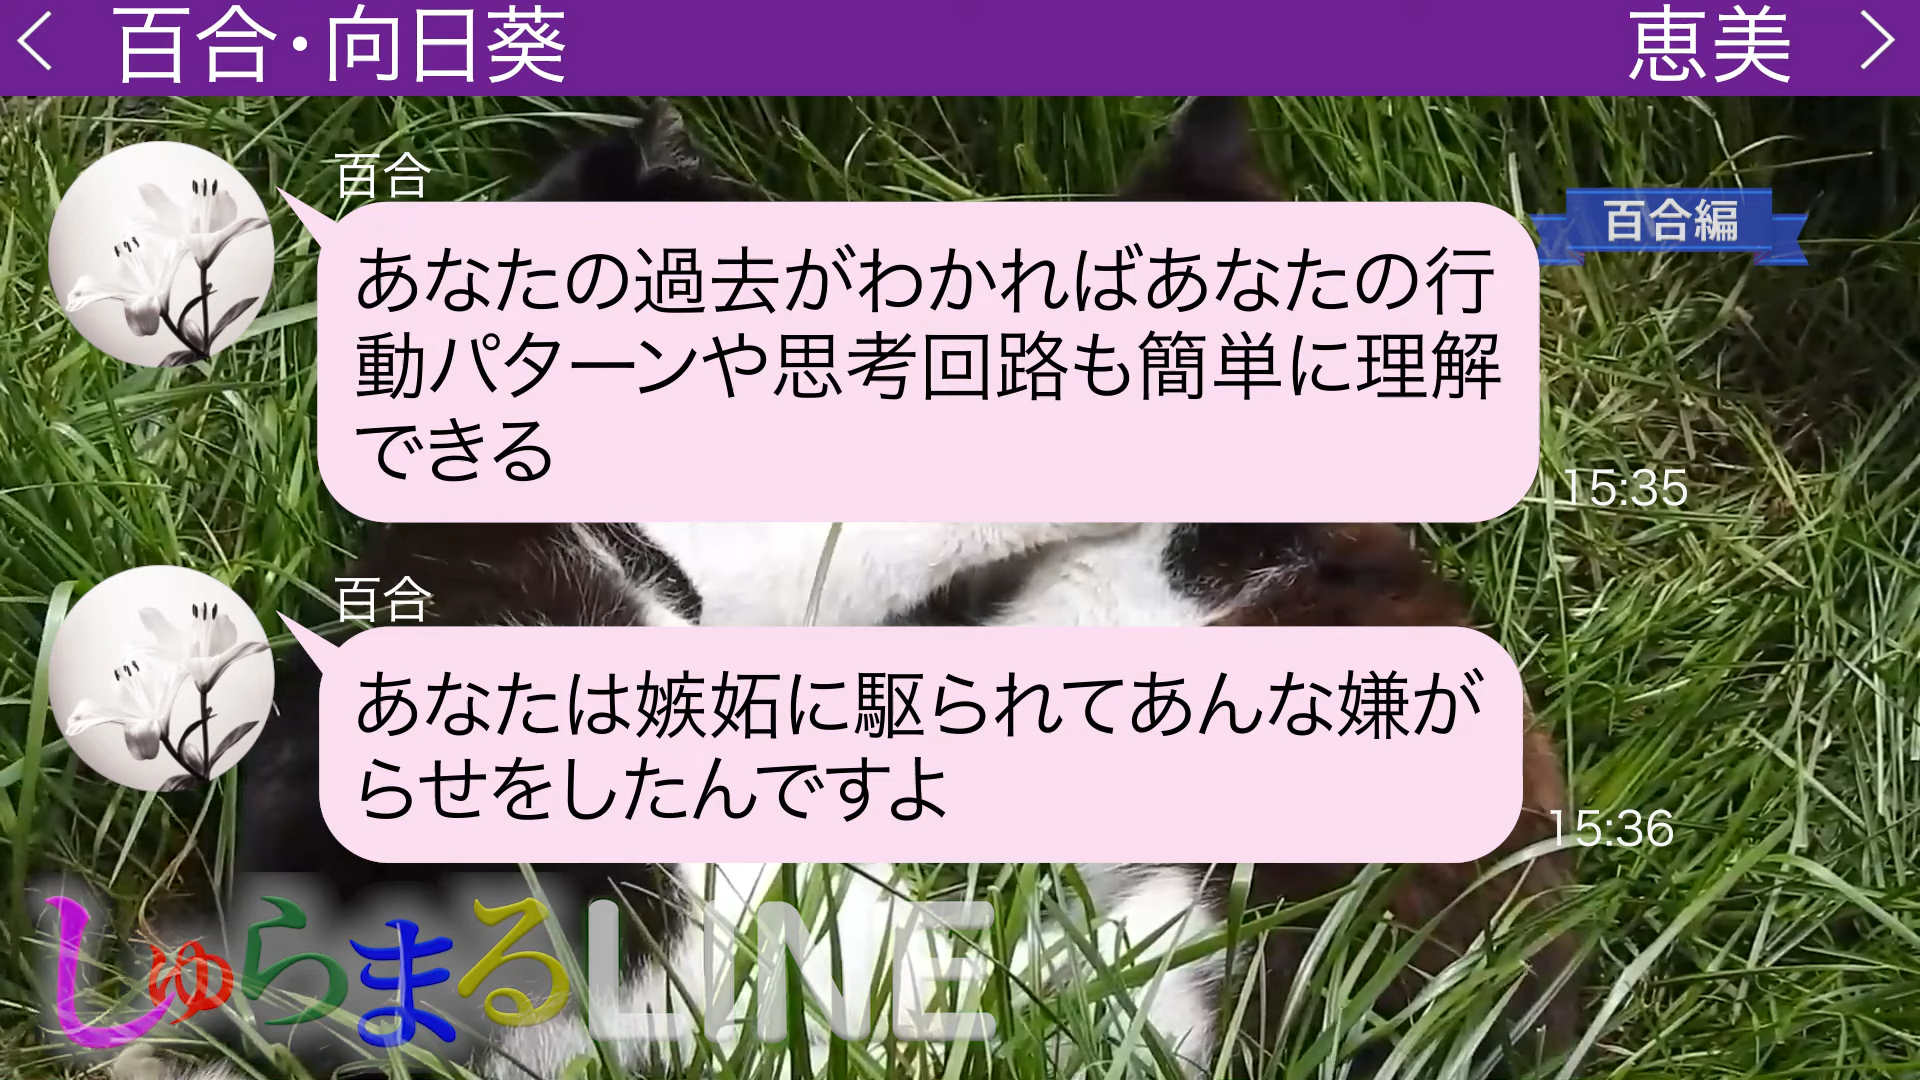 百合・向日葵
恵美
百合
百合編
あなたの過去がわかればあなたの行
動パターンや思考回路も簡単に理解
できる
15:35
百合
あなたは嫉妬に駆られてあんな嫌が
らせをしたんですよ
15:36
しゅらまるLINE